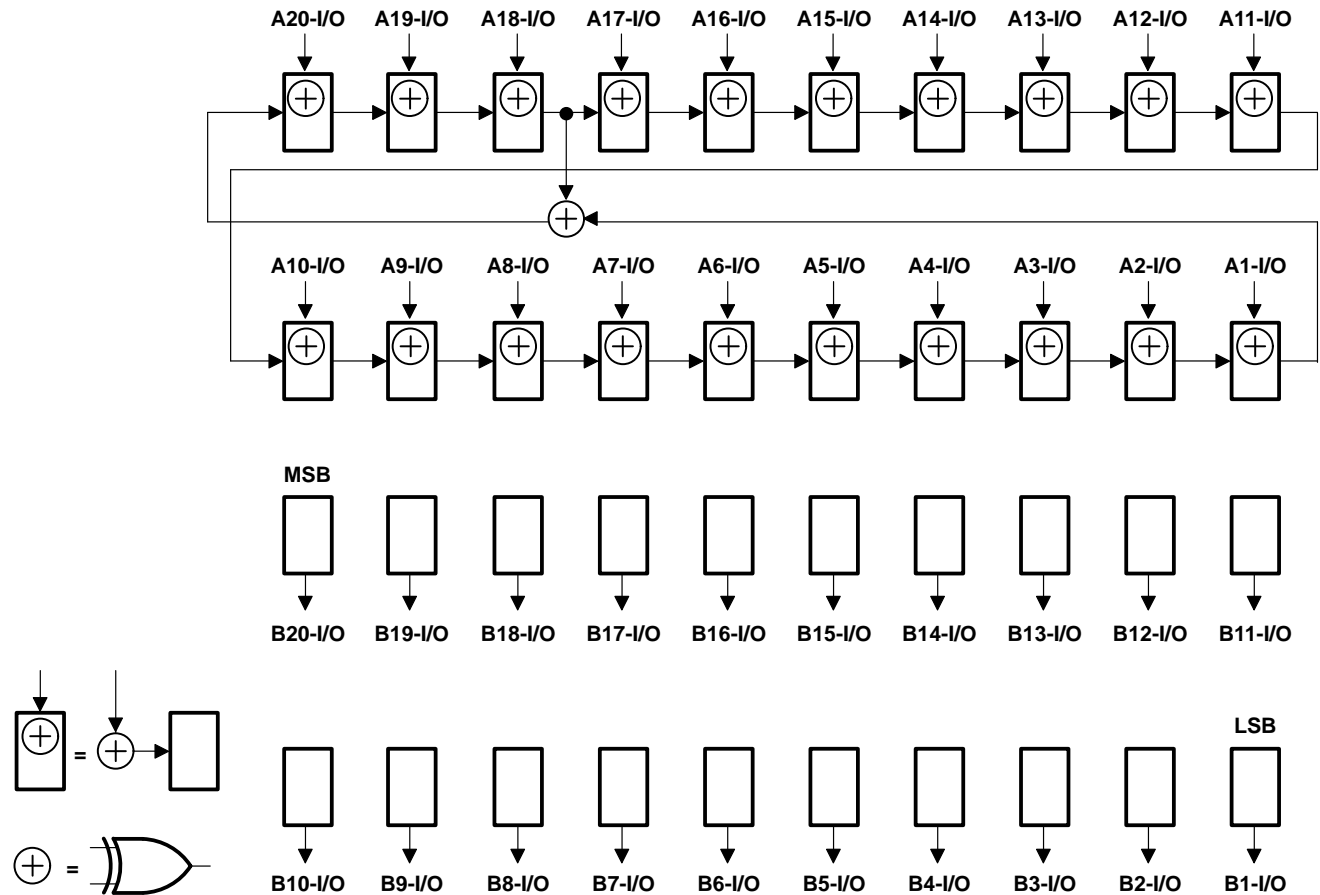 A20-I/O A19-I/O A18-I/O A17-I/O A16-I/O A15-I/O A14-I/O A13-I/O A12-I/O A11-I/O
A10-I/O A9-I/O A8-I/O A7-I/O A6-I/O A5-I/O A4-I/O A3-I/O A2-I/O A1-I/O
MSB
B20-I/O B19-I/O B18-I/O B17-I/O B16-I/O B15-I/O B14-I/O B13-I/O B12-I/O B11-I/O
LSB
=
=
B10-I/O B9-I/O B8-I/O B7-I/O B6-I/O B5-I/O B4-I/O B3-I/O B2-I/O B1-I/O